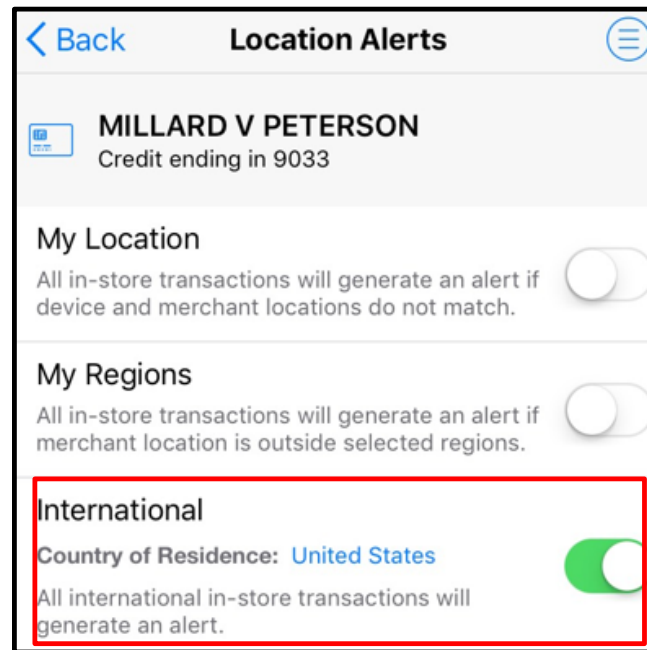 Back
Location Alerts
MILLARD V PETERSON
Credit ending in 9033
My Location
All in-store transactions will generate an alert if
device and merchant locations do not match.
My Regions
All in-store transactions will generate an alert if
merchant location is outside selected regions.
International
Country of Residence: United States
All international in-store transactions will
generate an alert.